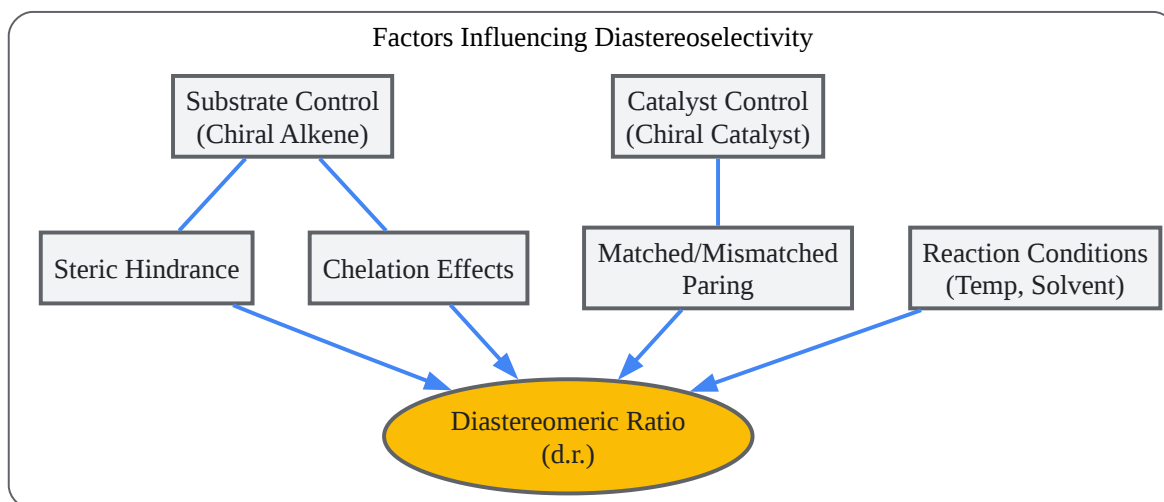 Factors Influencing Diastereoselectivity
Substrate Control
(Chiral Alkene)
Catalyst Control
(Chiral Catalyst)
Steric Hindrance
Chelation Effects
Matched/Mismatched
Paring
Reaction Conditions
(Temp, Solvent)
Diastereomeric Ratio
(d.r.)